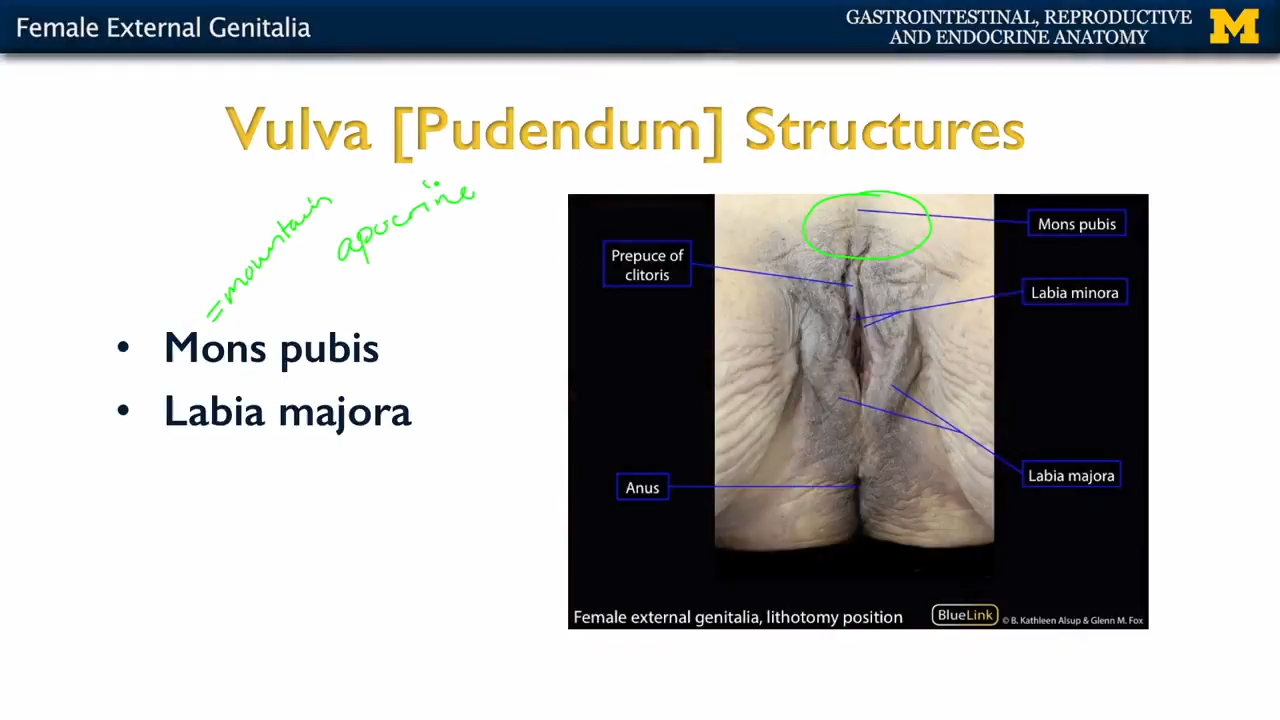 Female External Genitalia
GASTROINTESTINAL, REPRODUCTIVE
AND ENDOCRINE ANATOMY
M
Vulva [Pudendum] Structures
=mountain
apocrine
• Mons pubis
• Labia majora
Mons pubis
Prepuce of
clitoris
Labia minora
Labia majora
Anus
Female external genitalia, lithotomy position
BlueLink
© B. Kathleen Alsup & Glenn M. Fox